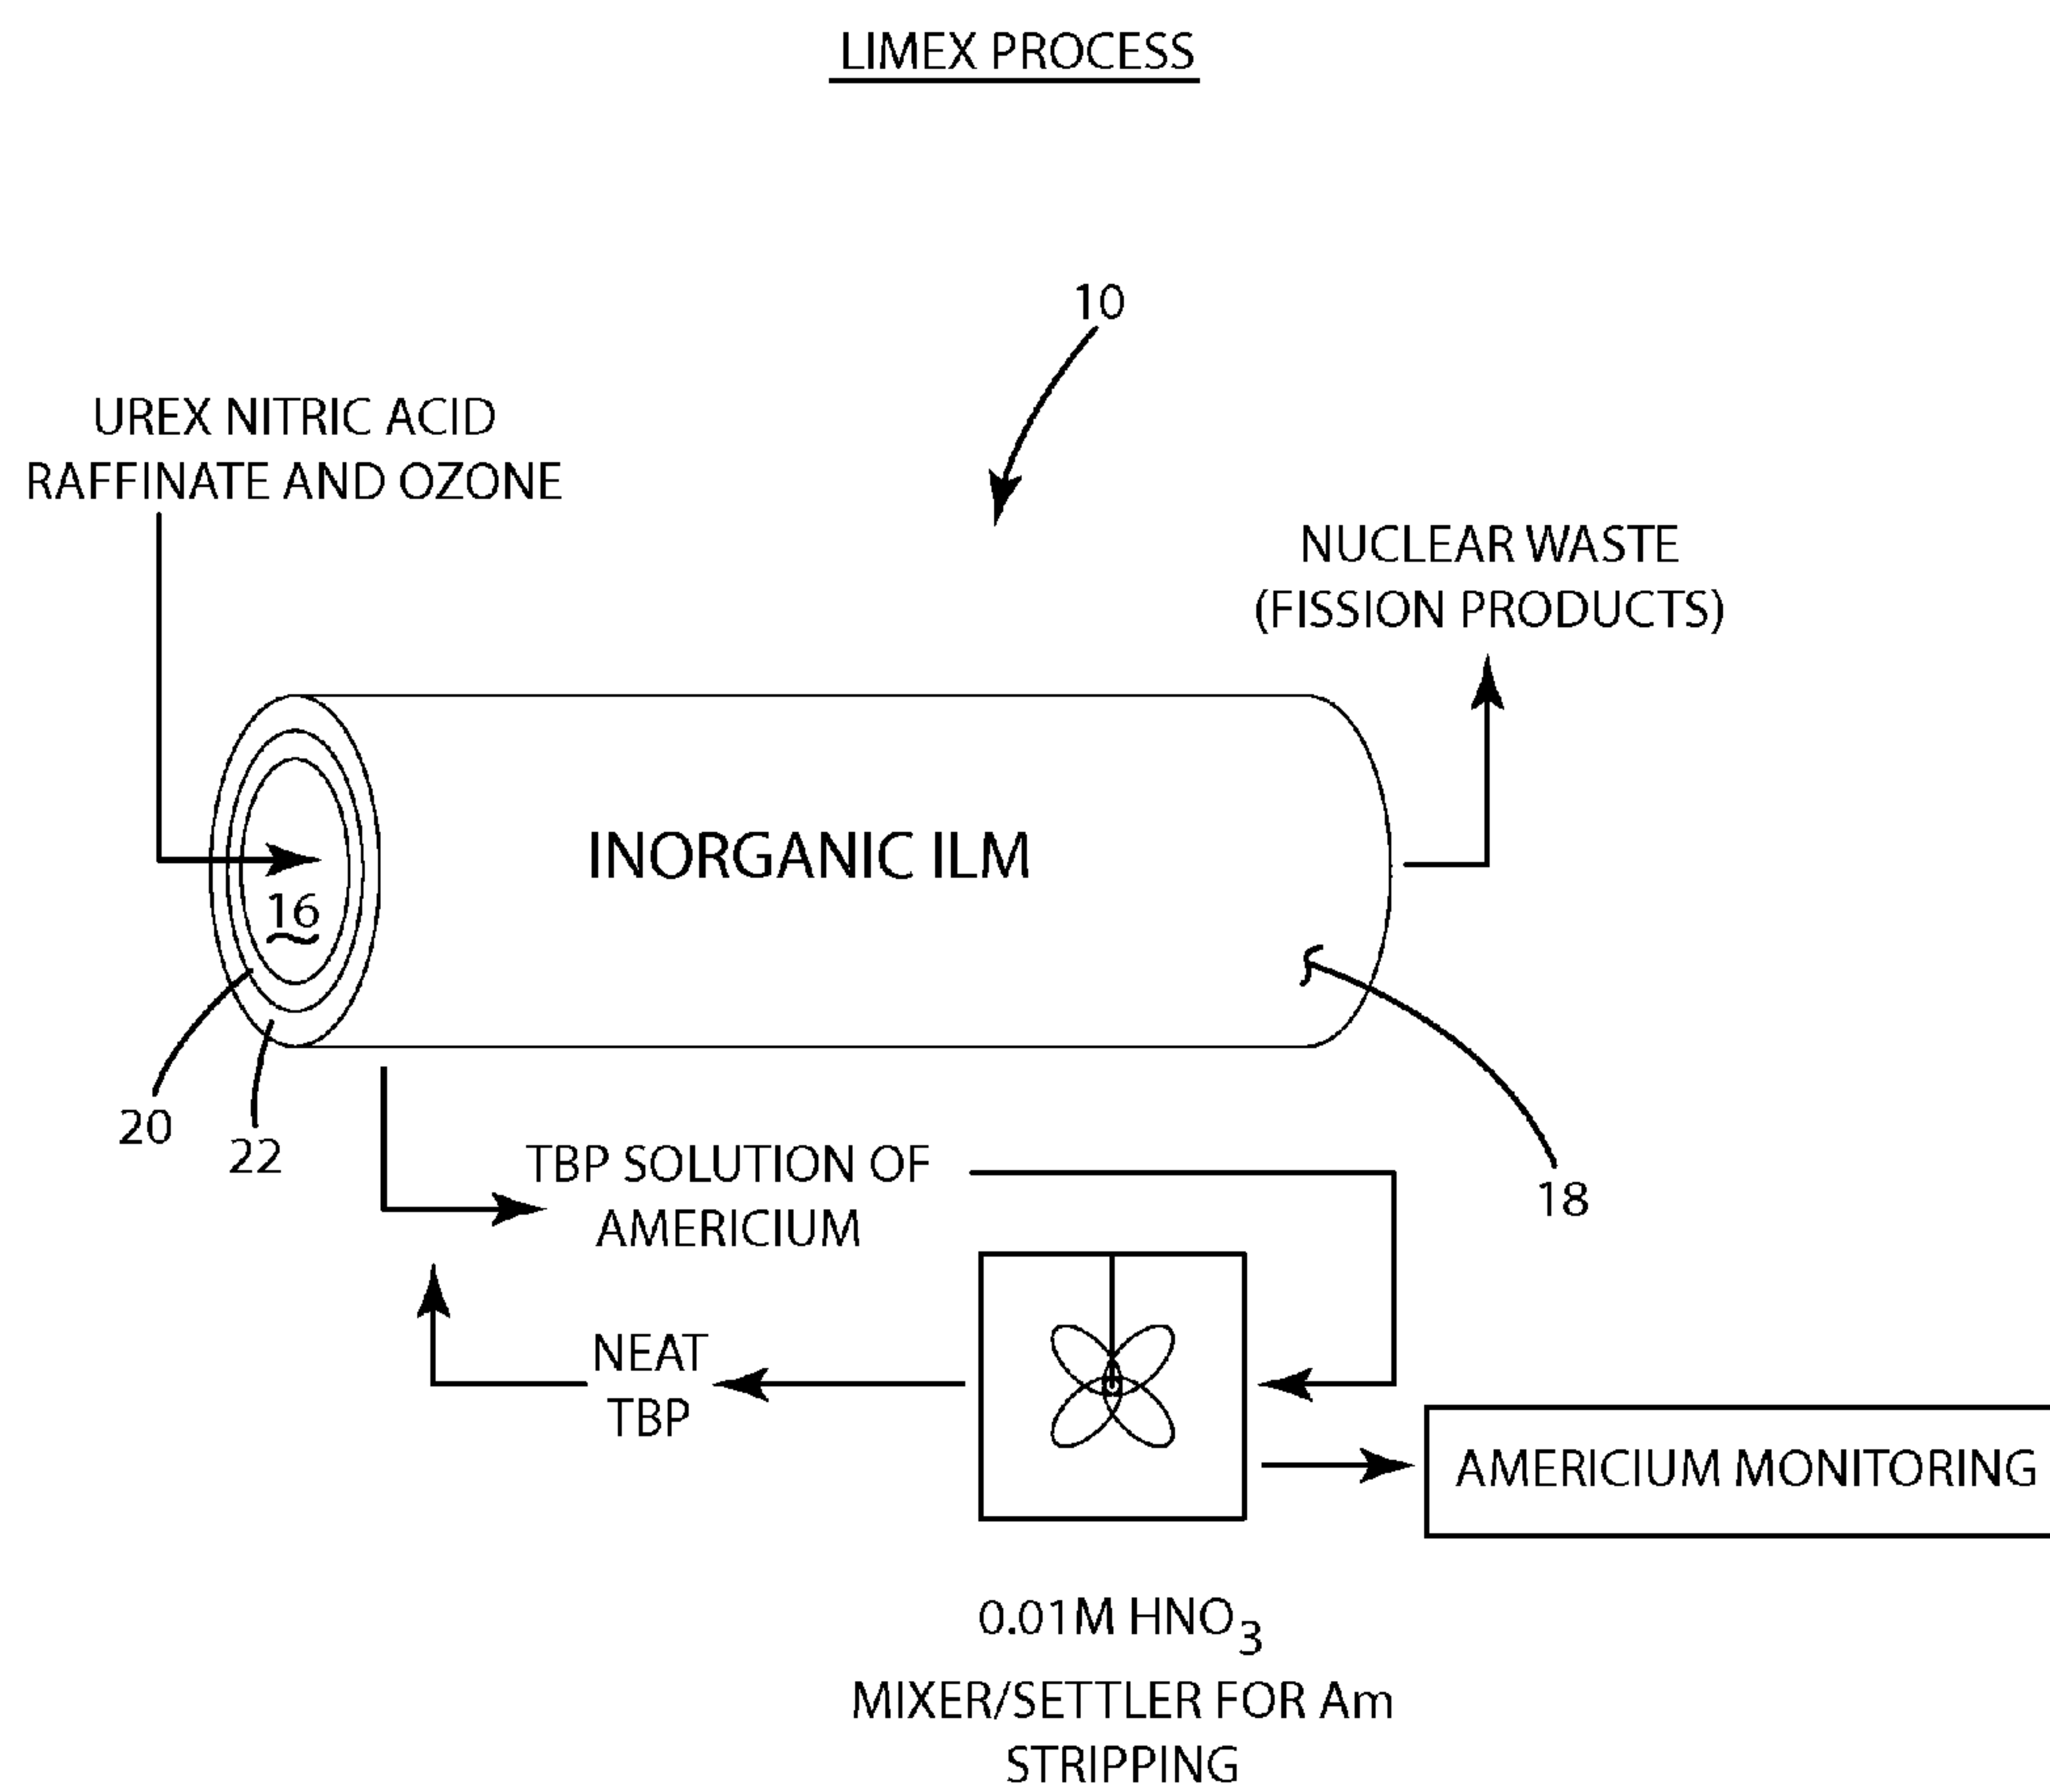 LIMEX PROCESS
10
UREX NITRIC ACID
RAFFINATE AND OZONE
NUCLEAR WASTE
(FISSION PRODUCTS)
INORGANIC ILM
16
20
22
18
TBP SOLUTION OF
AMERICIUM
NEAT
TBP
AMERICIUM MONITORING
0.01M HNO3
MIXER/SETTLER FOR Am
STRIPPING